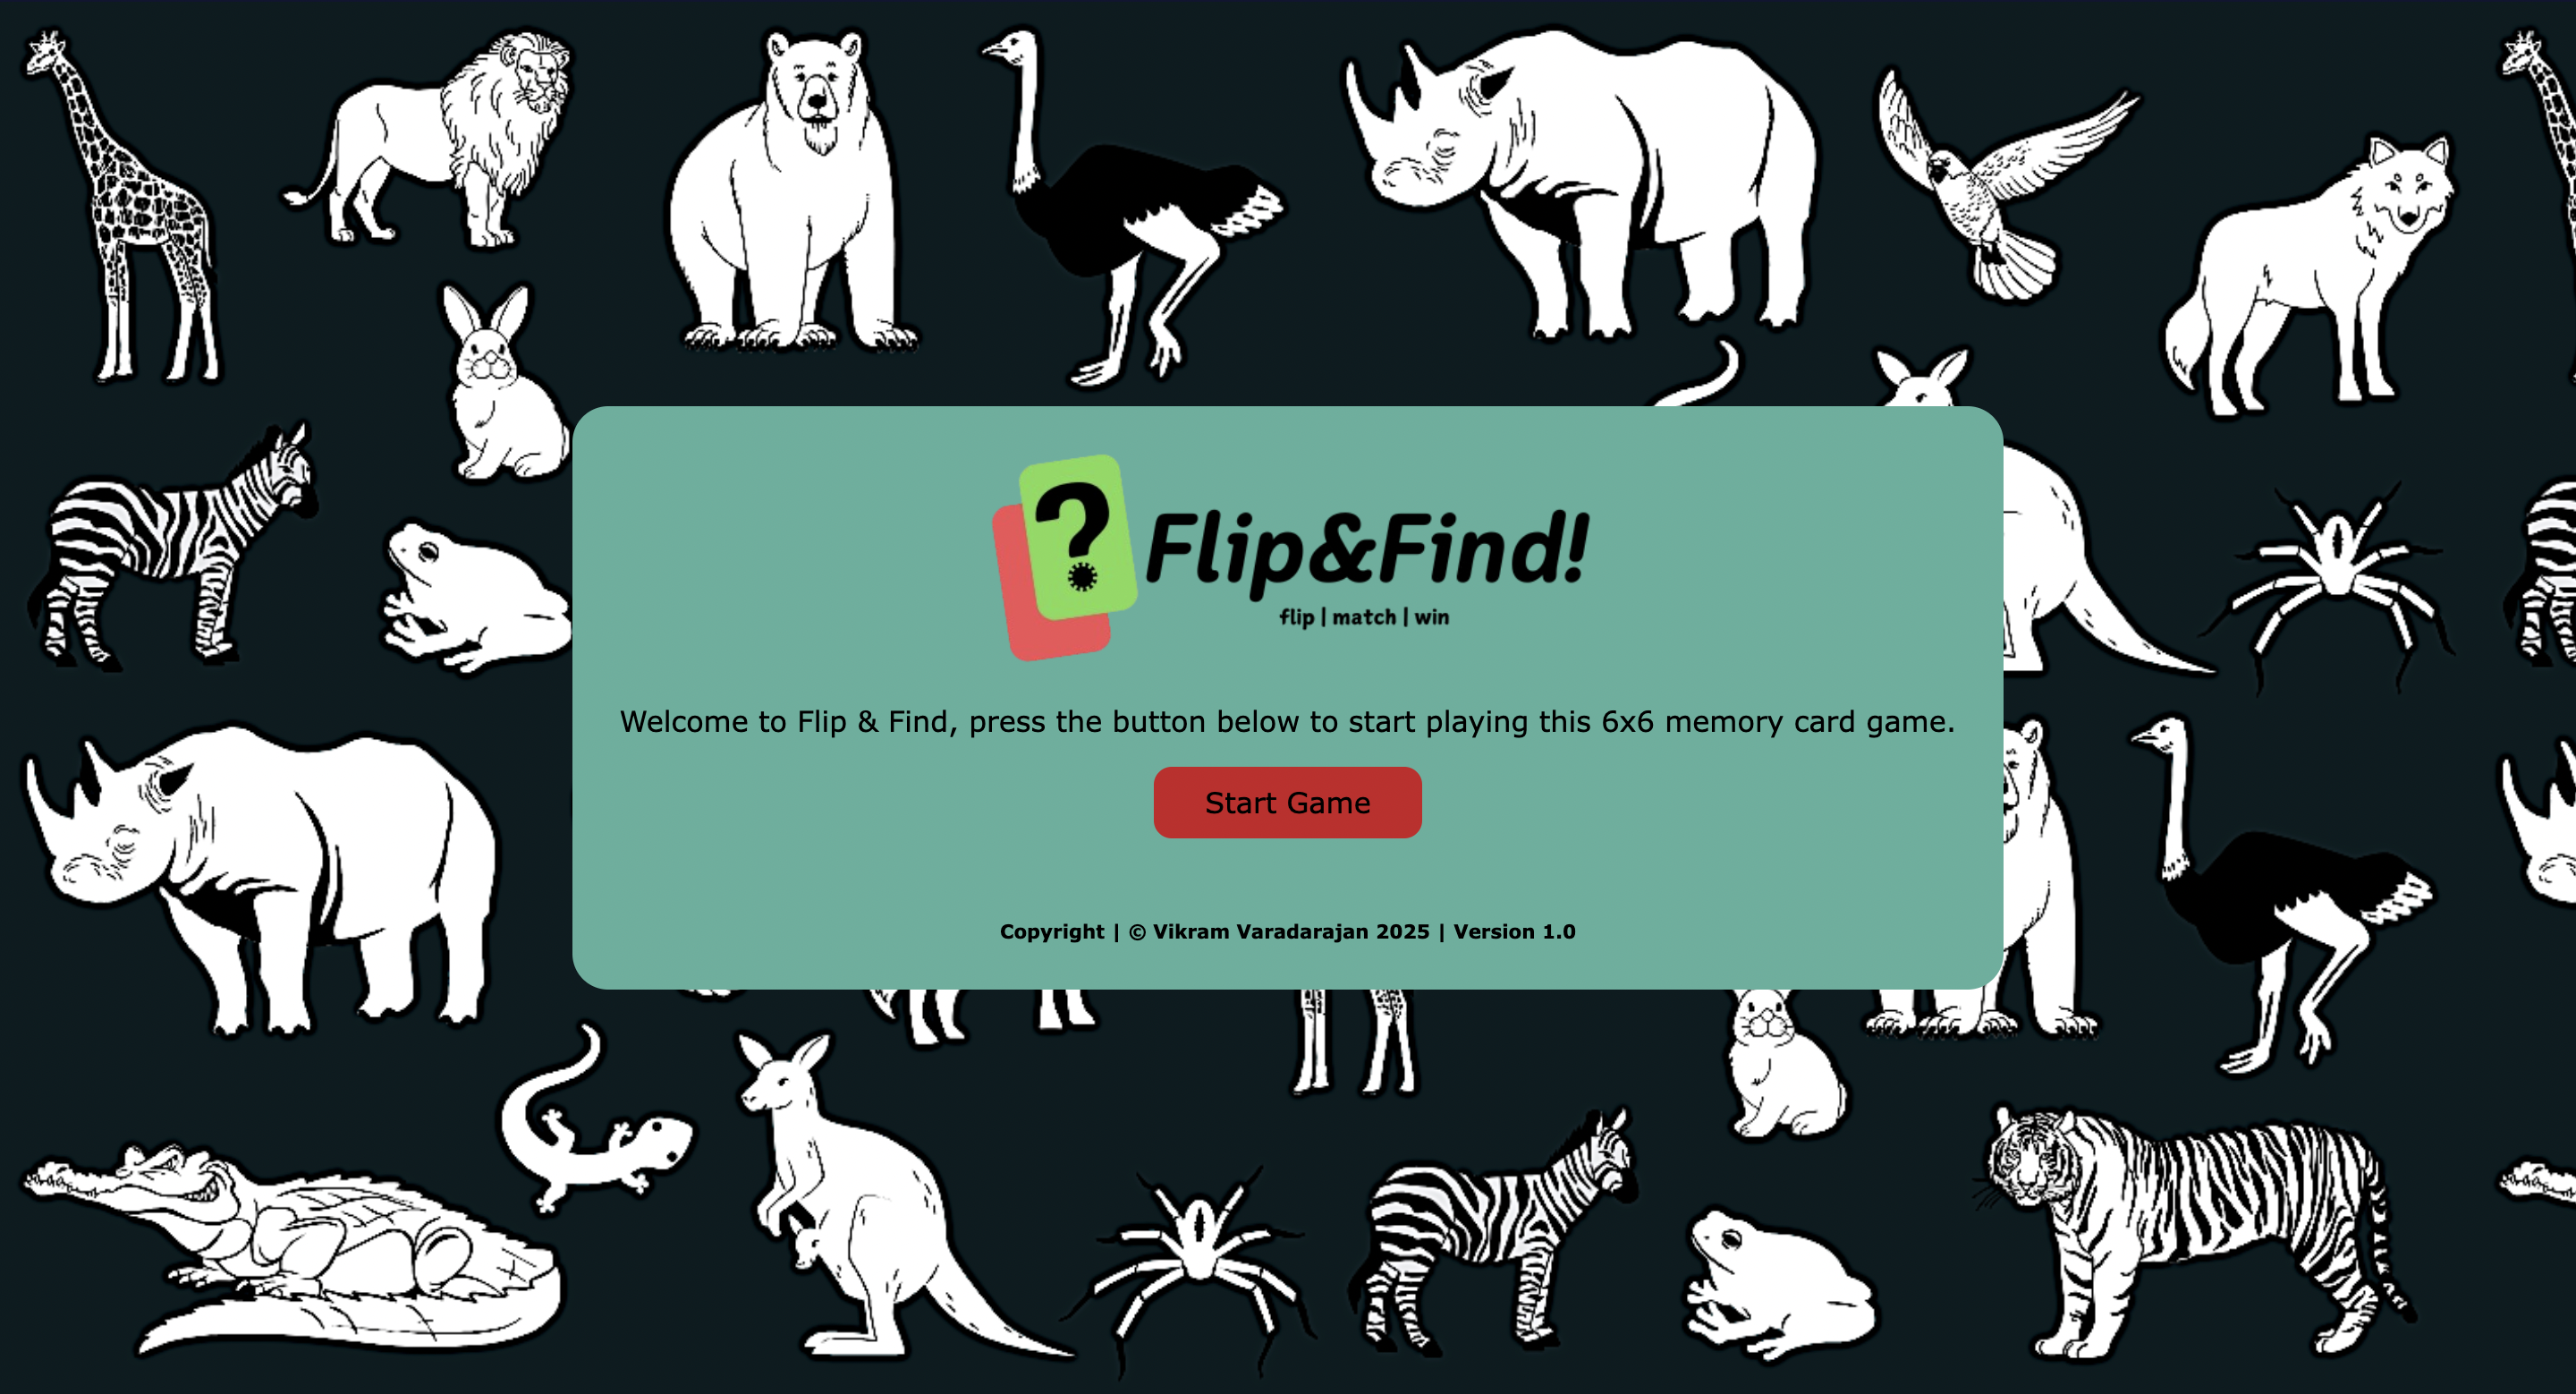 ?
Flip&Find!
flip | match | win
Welcome to Flip & Find, press the button below to start playing this 6x6 memory card game.
Start Game
Copyright | © Vikram Varadarajan 2025 | Version 1.0